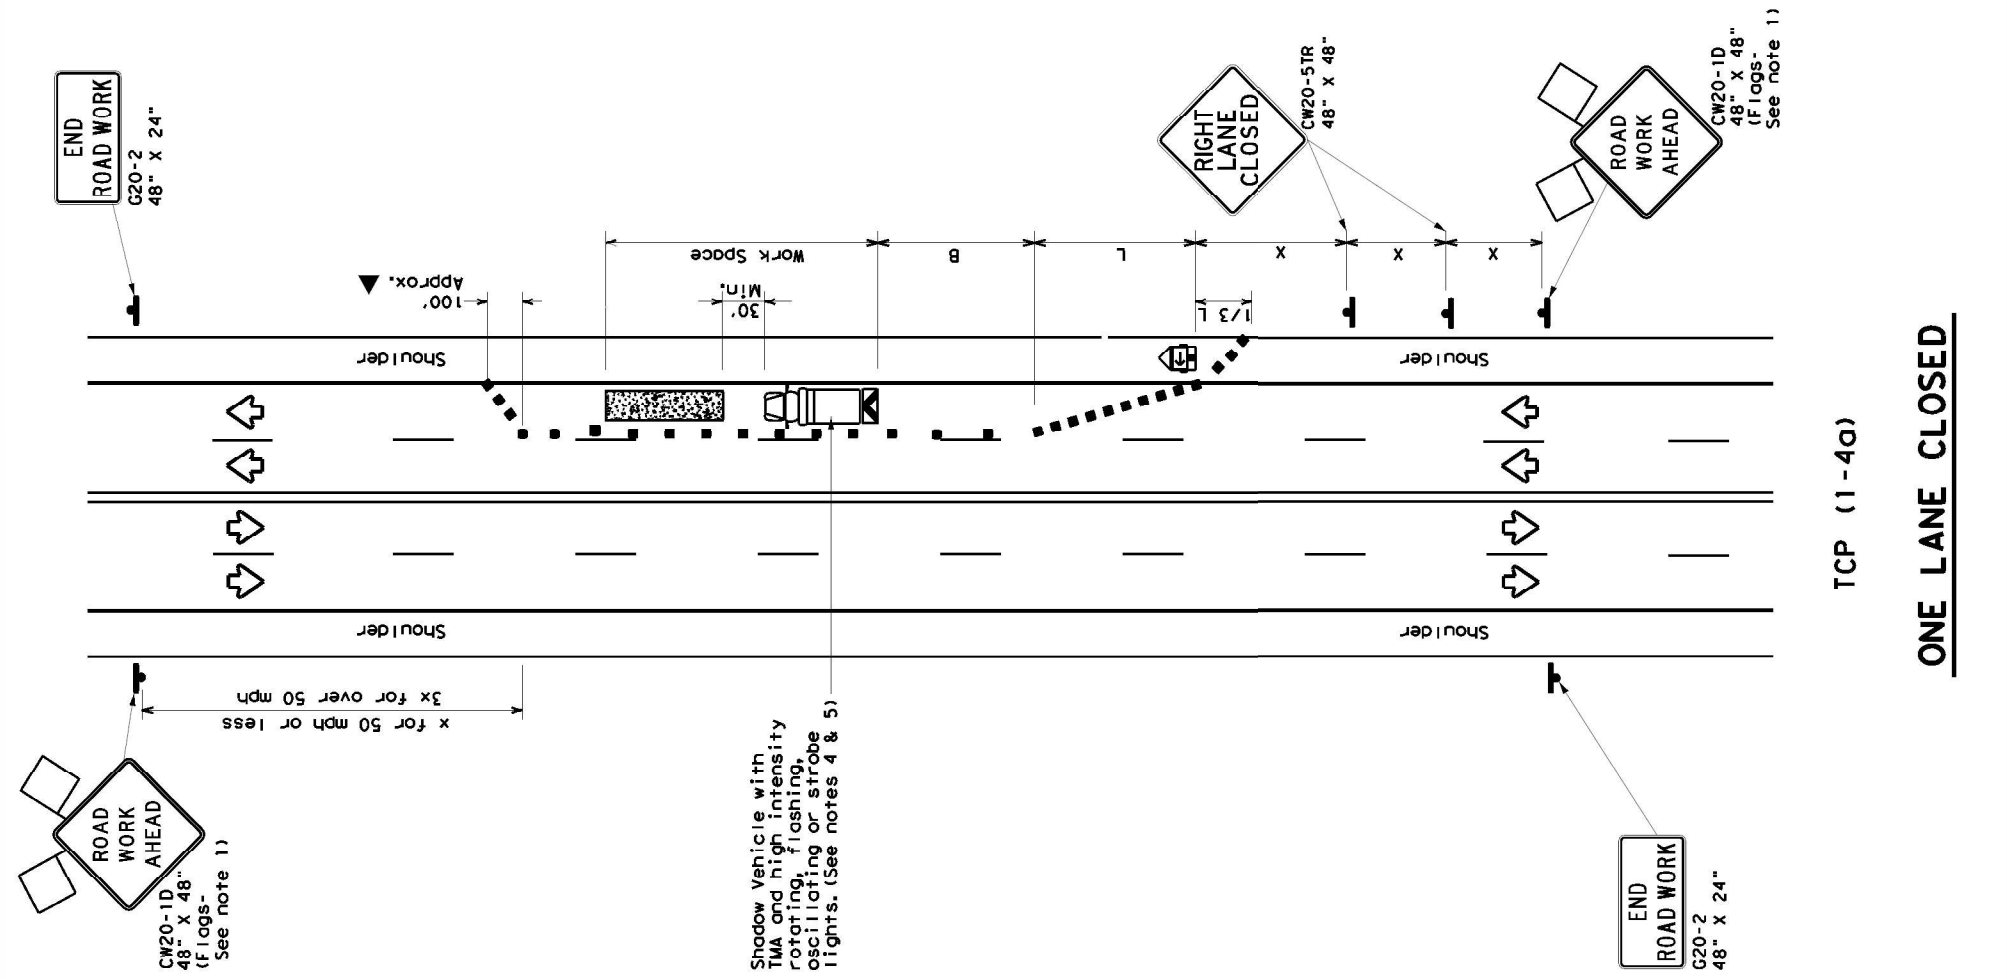 END
ROAD WORK
G20-2
48" X 24"
RIGHT
LANE
CLOSED
CW20-5TR
48" X 48"
ROAD
WORK
AHEAD
CW20-1D
48" X 48"
(Flags-
See note 1)
100'
Approx.
Work Space
30'
Min.
B
L
1/3 L
X
X
X
Shoulder
Shoulder
Shoulder
Shoulder
x for 50 mph or less
3x for over 50 mph
ROAD
WORK
AHEAD
CW20-1D
48" X 48"
(Flags-
See note 1)
Shadow Vehicle with
TMA and high intensity
rotating, flashing,
oscillating or strobe
lights. (See notes 4 & 5)
END
ROAD WORK
G20-2
48" X 24"
TCP (1-4a)
ONE LANE CLOSED